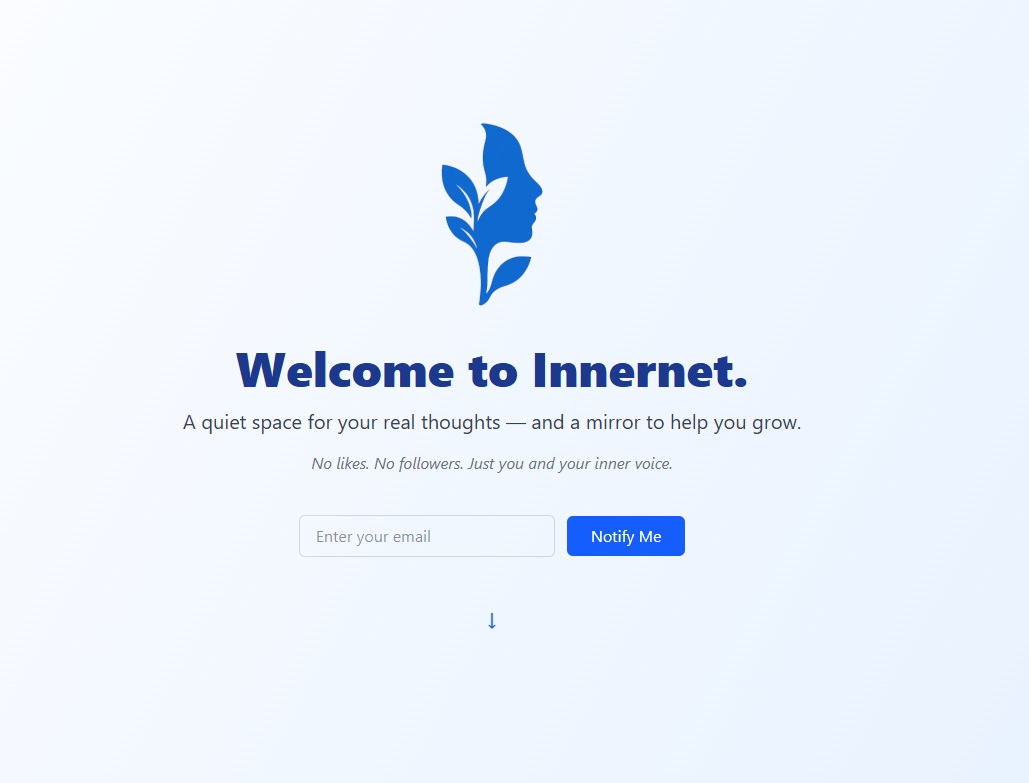 Welcome to Innernet.
A quiet space for your real thoughts — and a mirror to help you grow.
No likes. No followers. Just you and your inner voice.
Enter your email
Notify Me
↓